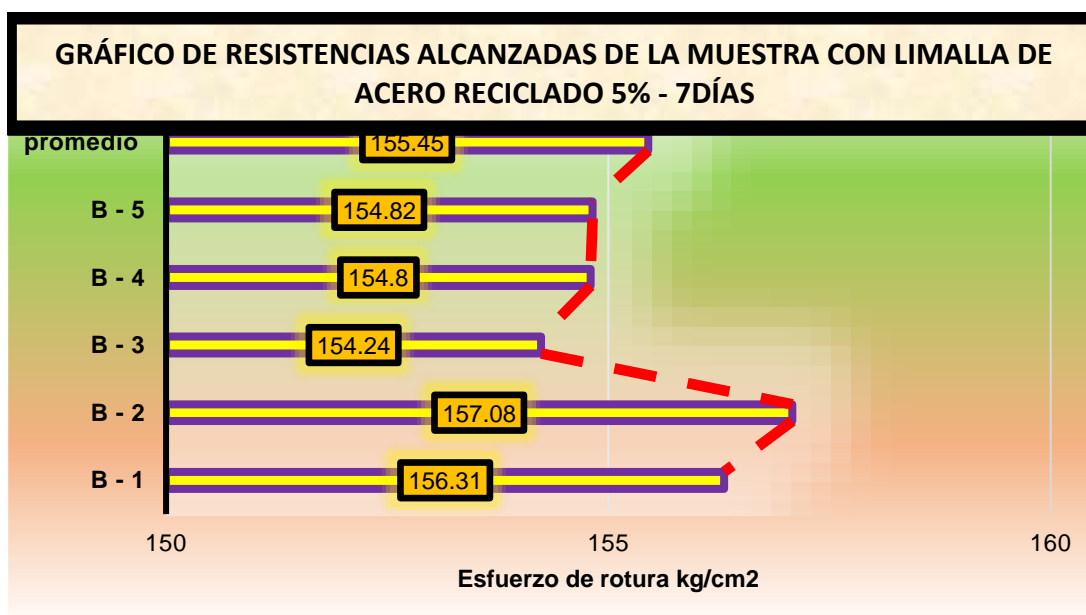 GRÁFICO DE RESISTENCIAS ALCANZADAS DE LA MUESTRA CON LIMALLA DE
ACERO RECICLADO 5% - 7DÍAS
promedio 155.45
B - 5 154.82
B - 4 154.8
B - 3 154.24
B - 2 157.08
B - 1 156.31
150 155 160
Esfuerzo de rotura kg/cm2